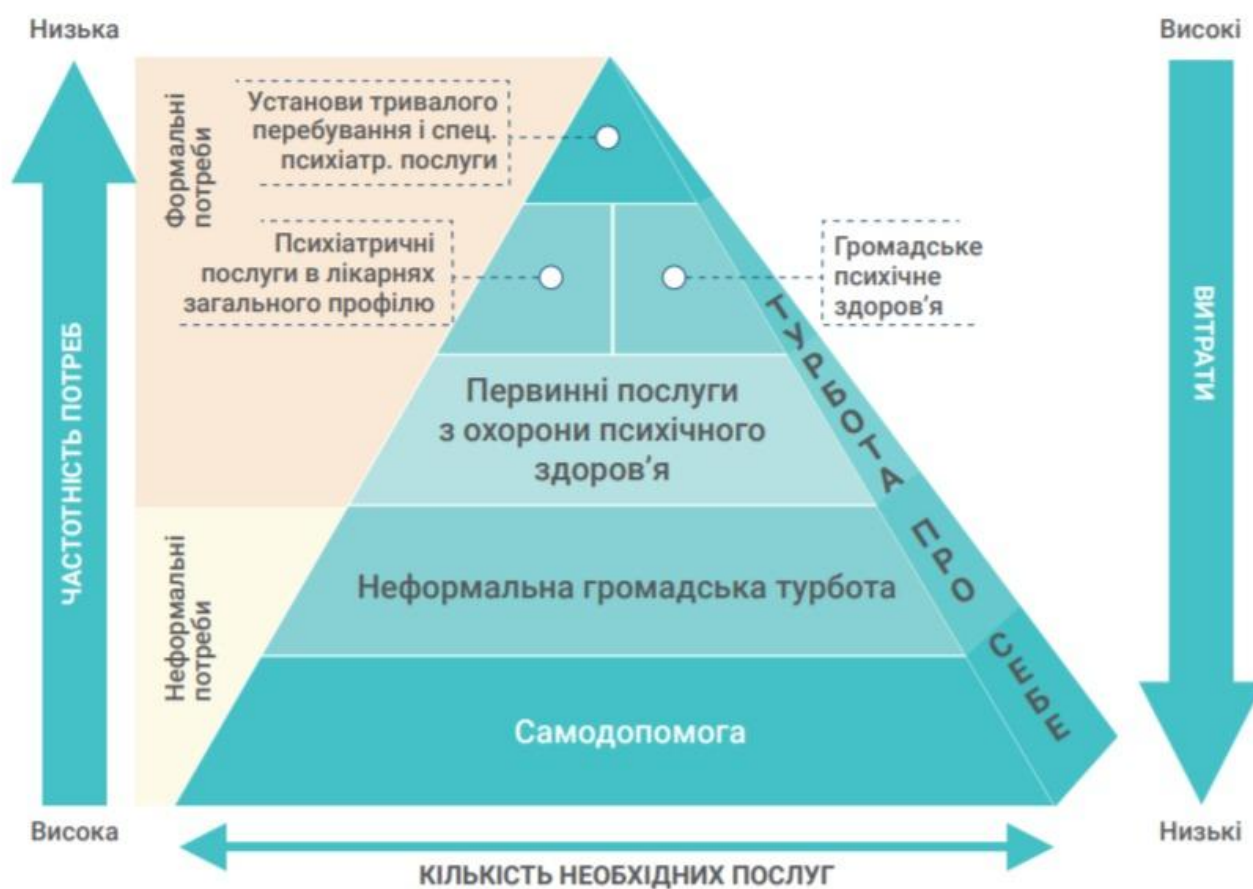 Низька
Високі
Формальні
потреби
Установи тривалого
перебування і спец.
психіатр. послуги
Психіатричні
послуги в лікарнях
загального профілю
Громадське
психічне
здоров’я
ЧАСТОТНІСТЬ ПОТРЕБ
ВИТРАТИ
ТУРБОТА ПРО СЕБЕ
Первинні послуги
з охорони психічного
здоров’я
Неформальні
потреби
Неформальна громадська турбота
Самодопомога
Висока
Низькі
КІЛЬКІСТЬ НЕОБХІДНИХ ПОСЛУГ